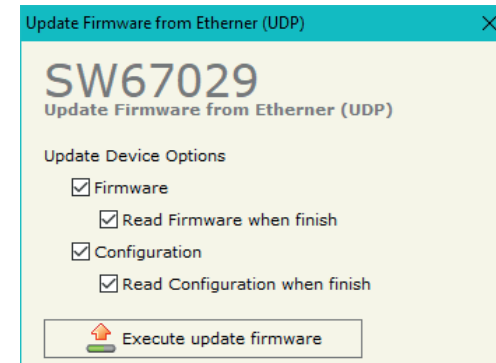 Update Firmware from Etherner (UDP)
SW67029
Update Firmware from Etherner (UDP)
Update Device Options
Firmware
Read Firmware when finish
Configuration
Read Configuration when finish
Execute update firmware